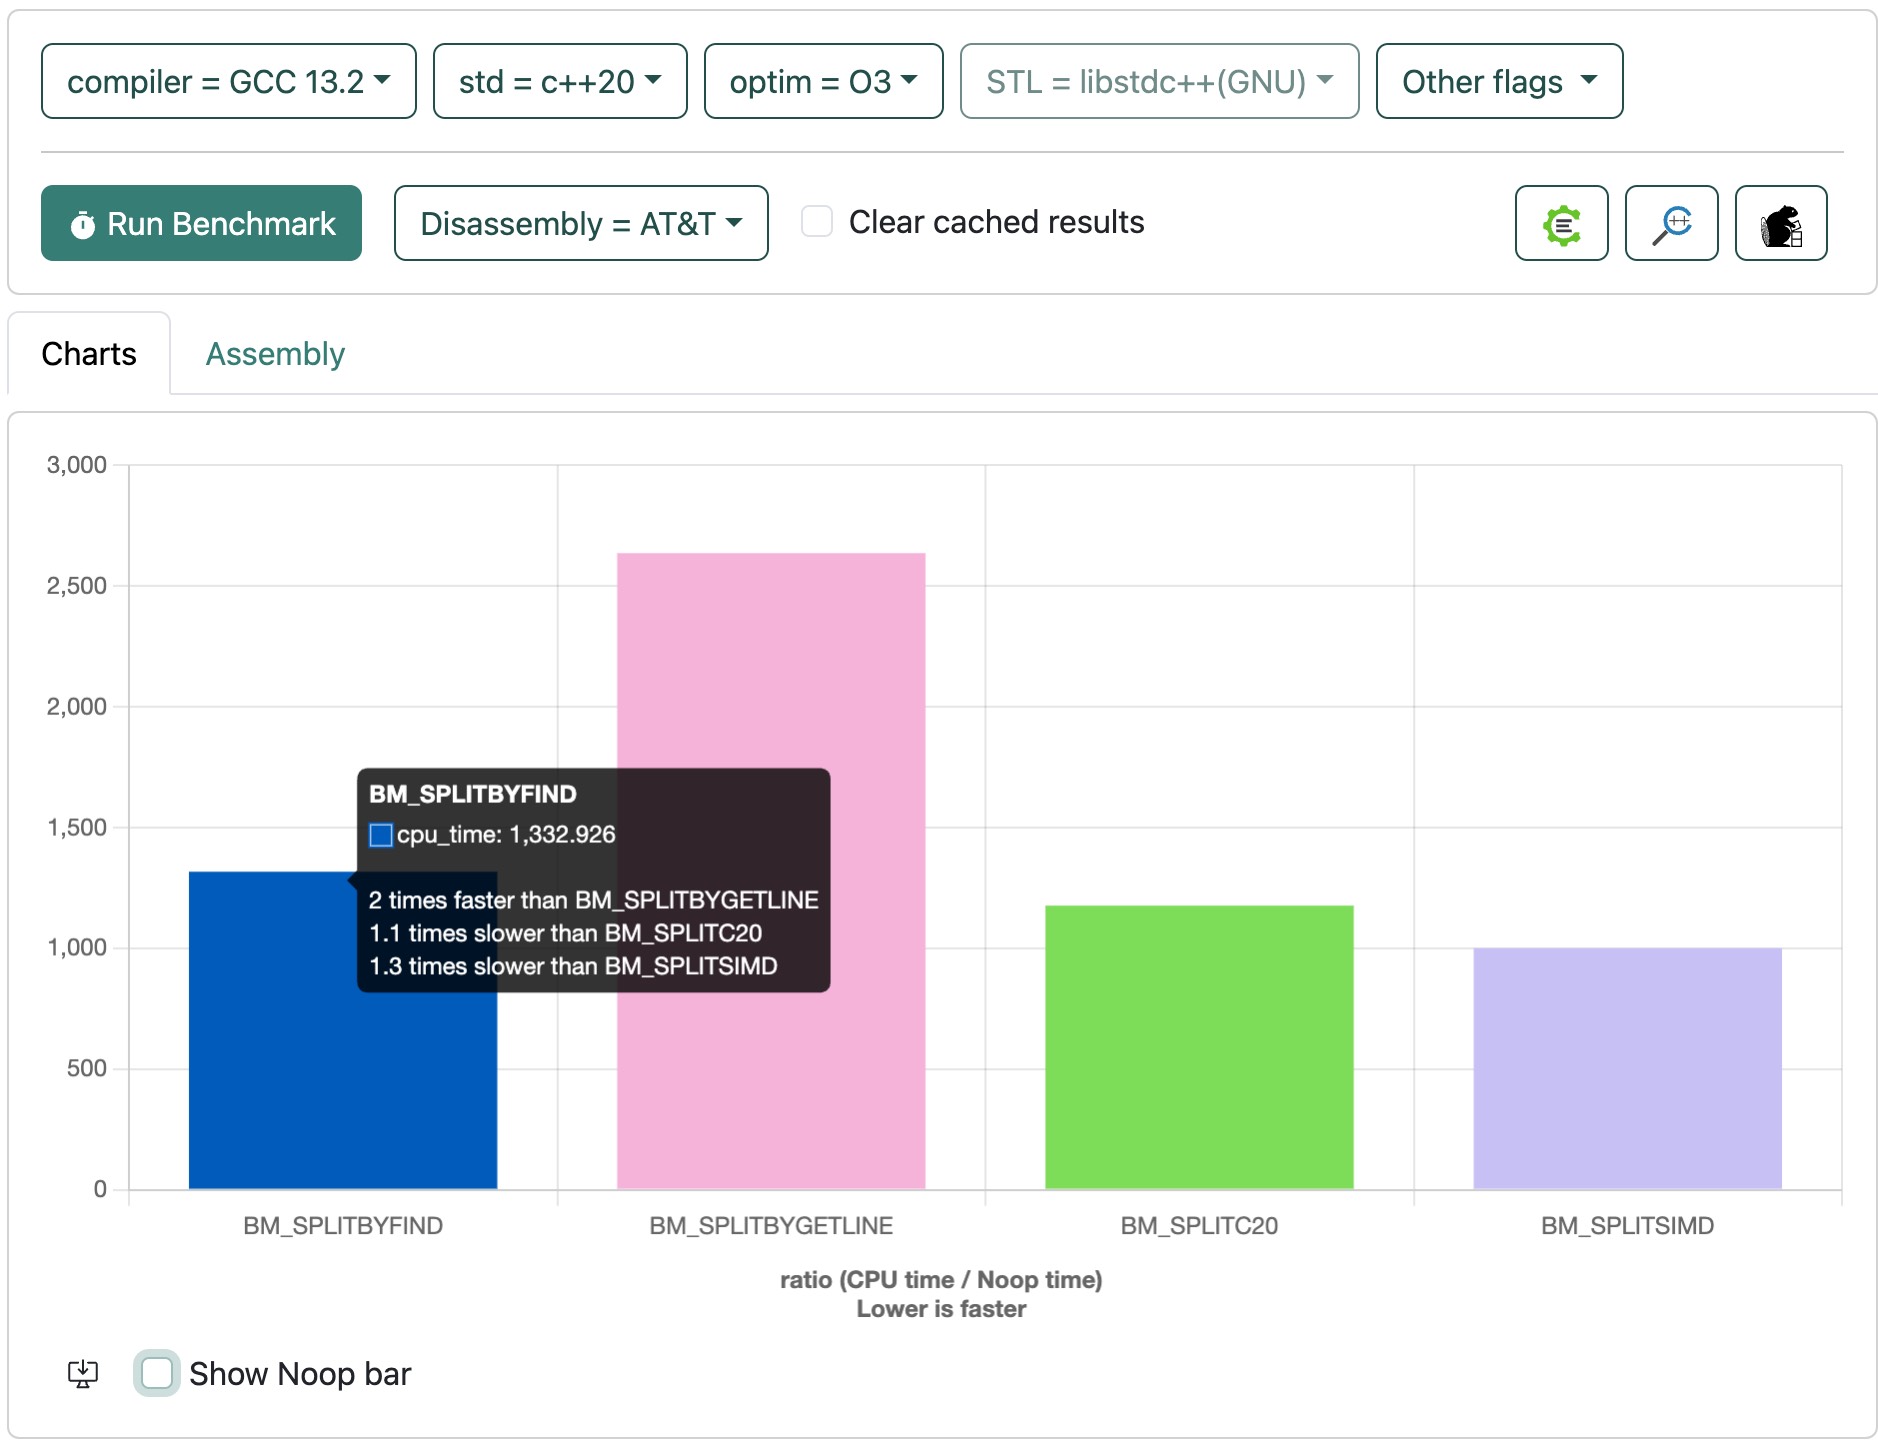 compiler = GCC 13.2
std = c++20
optim = O3
STL = libstdc++(GNU)
Other flags
Run Benchmark
Disassembly = AT&T
Clear cached results
Charts
Assembly
3,000
2,500
2,000
1,500
1,000
500
0
BM_SPLITBYFIND
cpu_time: 1,332.926
2 times faster than BM_SPLITBYGETLINE
1.1 times slower than BM_SPLITC20
1.3 times slower than BM_SPLITSIMD
BM_SPLITBYFIND
BM_SPLITBYGETLINE
BM_SPLITC20
BM_SPLITSIMD
ratio (CPU time / Noop time)
Lower is faster
Show Noop bar